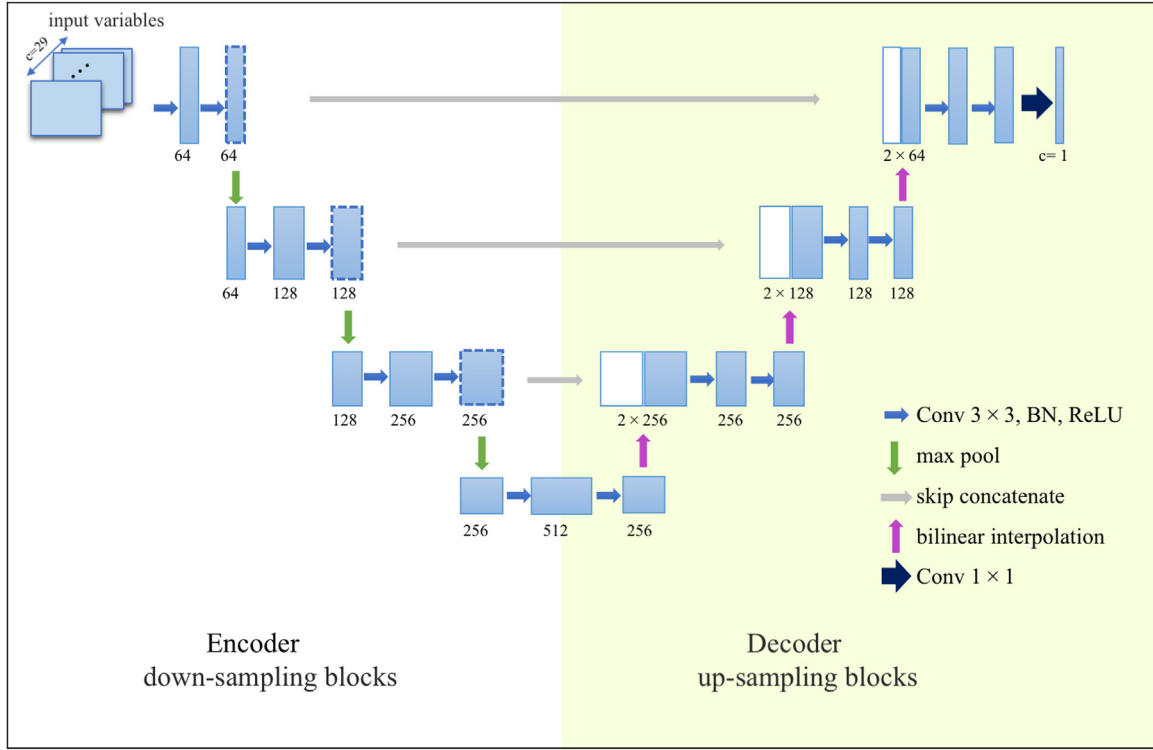 input variables
c=29
64
64
2 × 64
c= 1
64
128
128
2 × 128
128
128
128
256
256
2 × 256
256
256
256
512
256
Conv 3 × 3, BN, ReLU
max pool
skip concatenate
bilinear interpolation
Conv 1 × 1
Encoder
down-sampling blocks
Decoder
up-sampling blocks